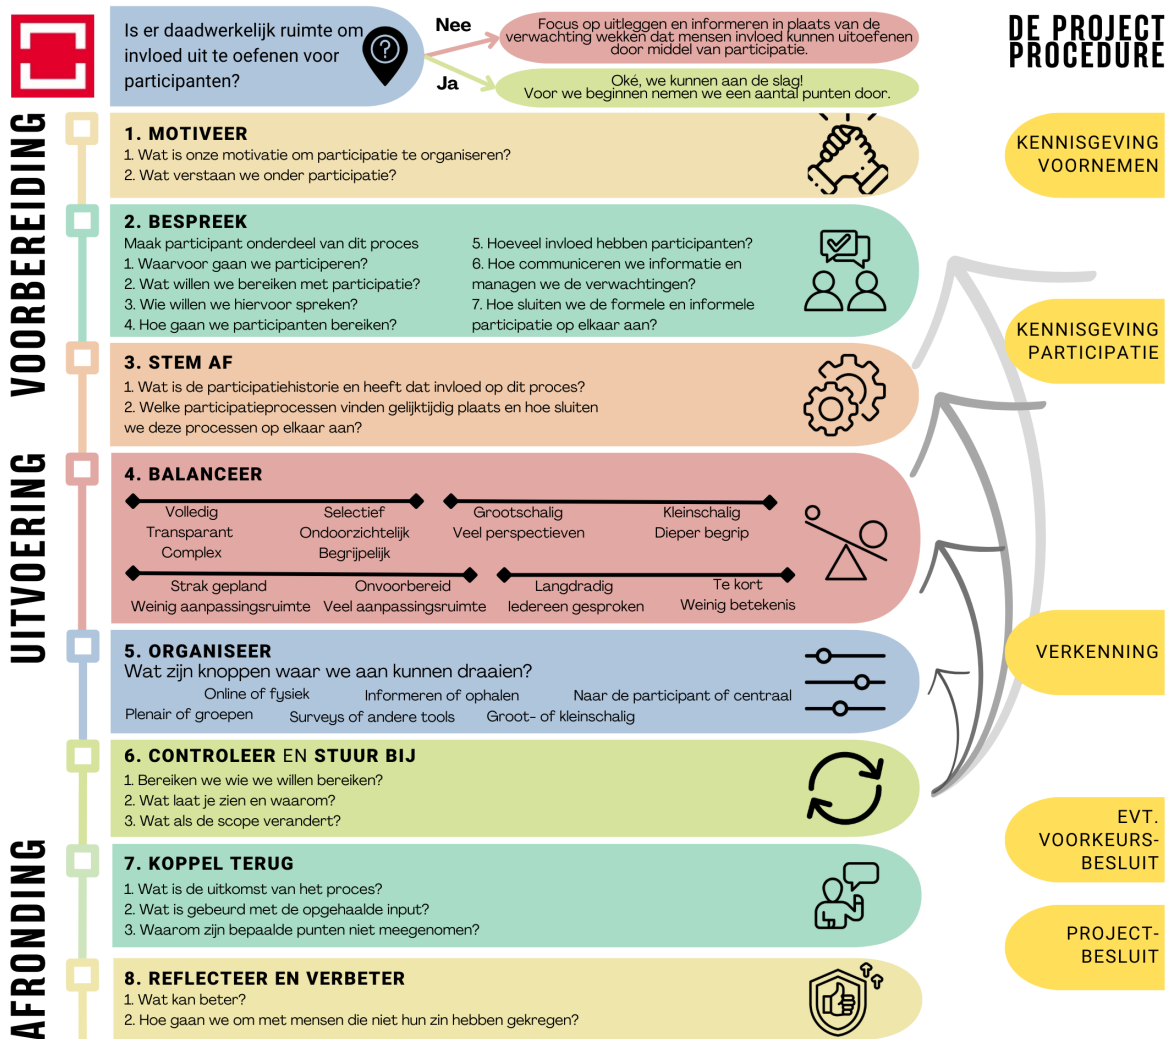 Is er daadwerkelijk ruimte om
invloed uit te oefenen voor
participanten?
Nee
Ja
Focus op uitleggen en informeren in plaats van de
verwachting wekken dat mensen invloed kunnen uitoefenen
door middel van participatie.
Oké, we kunnen aan de slag!
Voor we beginnen nemen we een aantal punten door.
DE PROJECT
PROCEDURE
VOORBEREIDING
1. MOTIVEER
1. Wat is onze motivatie om participatie te organiseren?
2. Wat verstaan we onder participatie?
2. BESPREEK
Maak participant onderdeel van dit proces
1. Waarvoor gaan we participeren?
2. Wat willen we bereiken met participatie?
3. Wie willen we hiervoor spreken?
4. Hoe gaan we participanten bereiken?
5. Hoeveel invloed hebben participanten?
6. Hoe communiceren we informatie en
managen we de verwachtingen?
7. Hoe sluiten we de formele en informele
participatie op elkaar aan?
3. STEM AF
1. Wat is de participatiehistorie en heeft dat invloed op dit proces?
2. Welke participatieprocessen vinden gelijktijdig plaats en hoe sluiten
we deze processen op elkaar aan?
UITVOERING
4. BALANCEER
Volledig
Transparant
Complex
Selectief
Ondoorzichtelijk
Begrijpelijk
Grootschalig
Veel perspectieven
Kleinschalig
Dieper begrip
Strak gepland
Weinig aanpassingsruimte
Onvoorbereid
Veel aanpassingsruimte
Langdradig
Iedereen gesproken
Te kort
Weinig betekenis
5. ORGANISEER
Wat zijn knoppen waar we aan kunnen draaien?
Online of fysiek
Informeren of ophalen
Naar de participant of centraal
Plenair of groepen
Surveys of andere tools
Groot- of kleinschalig
6. CONTROLEER EN STUUR BIJ
1. Bereiken we wie we willen bereiken?
2. Wat laat je zien en waarom?
3. Wat als de scope verandert?
AFRONDING
7. KOPPEL TERUG
1. Wat is de uitkomst van het proces?
2. Wat is gebeurd met de opgehaalde input?
3. Waarom zijn bepaalde punten niet meegenomen?
8. REFLECTEER EN VERBETER
1. Wat kan beter?
2. Hoe gaan we om met mensen die niet hun zin hebben gekregen?
KENNISGEVING
VOORNEMEN
KENNISGEVING
PARTICIPATIE
VERKENNING
EVT.
VOORKEURS-
BESLUIT
PROJECT-
BESLUIT